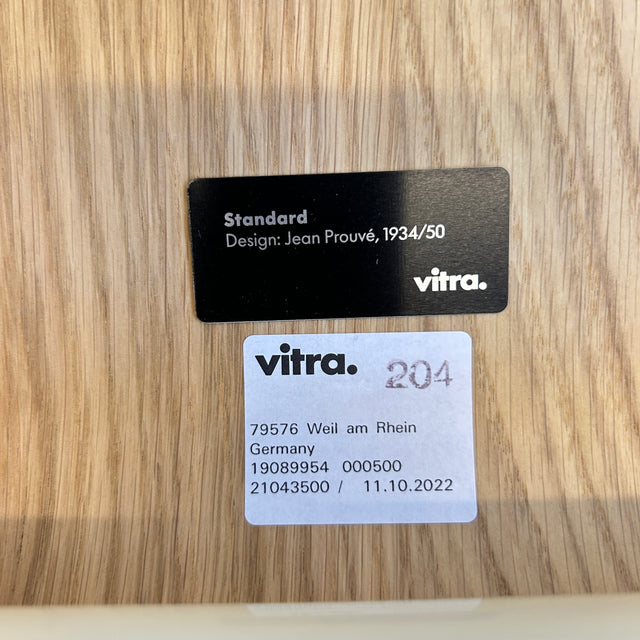 Standard
Design: Jean Prouvé, 1934/50
vitra.
vitra. 204
79576 Weil am Rhein
Germany
19089954 000500
21043500 / 11.10.2022